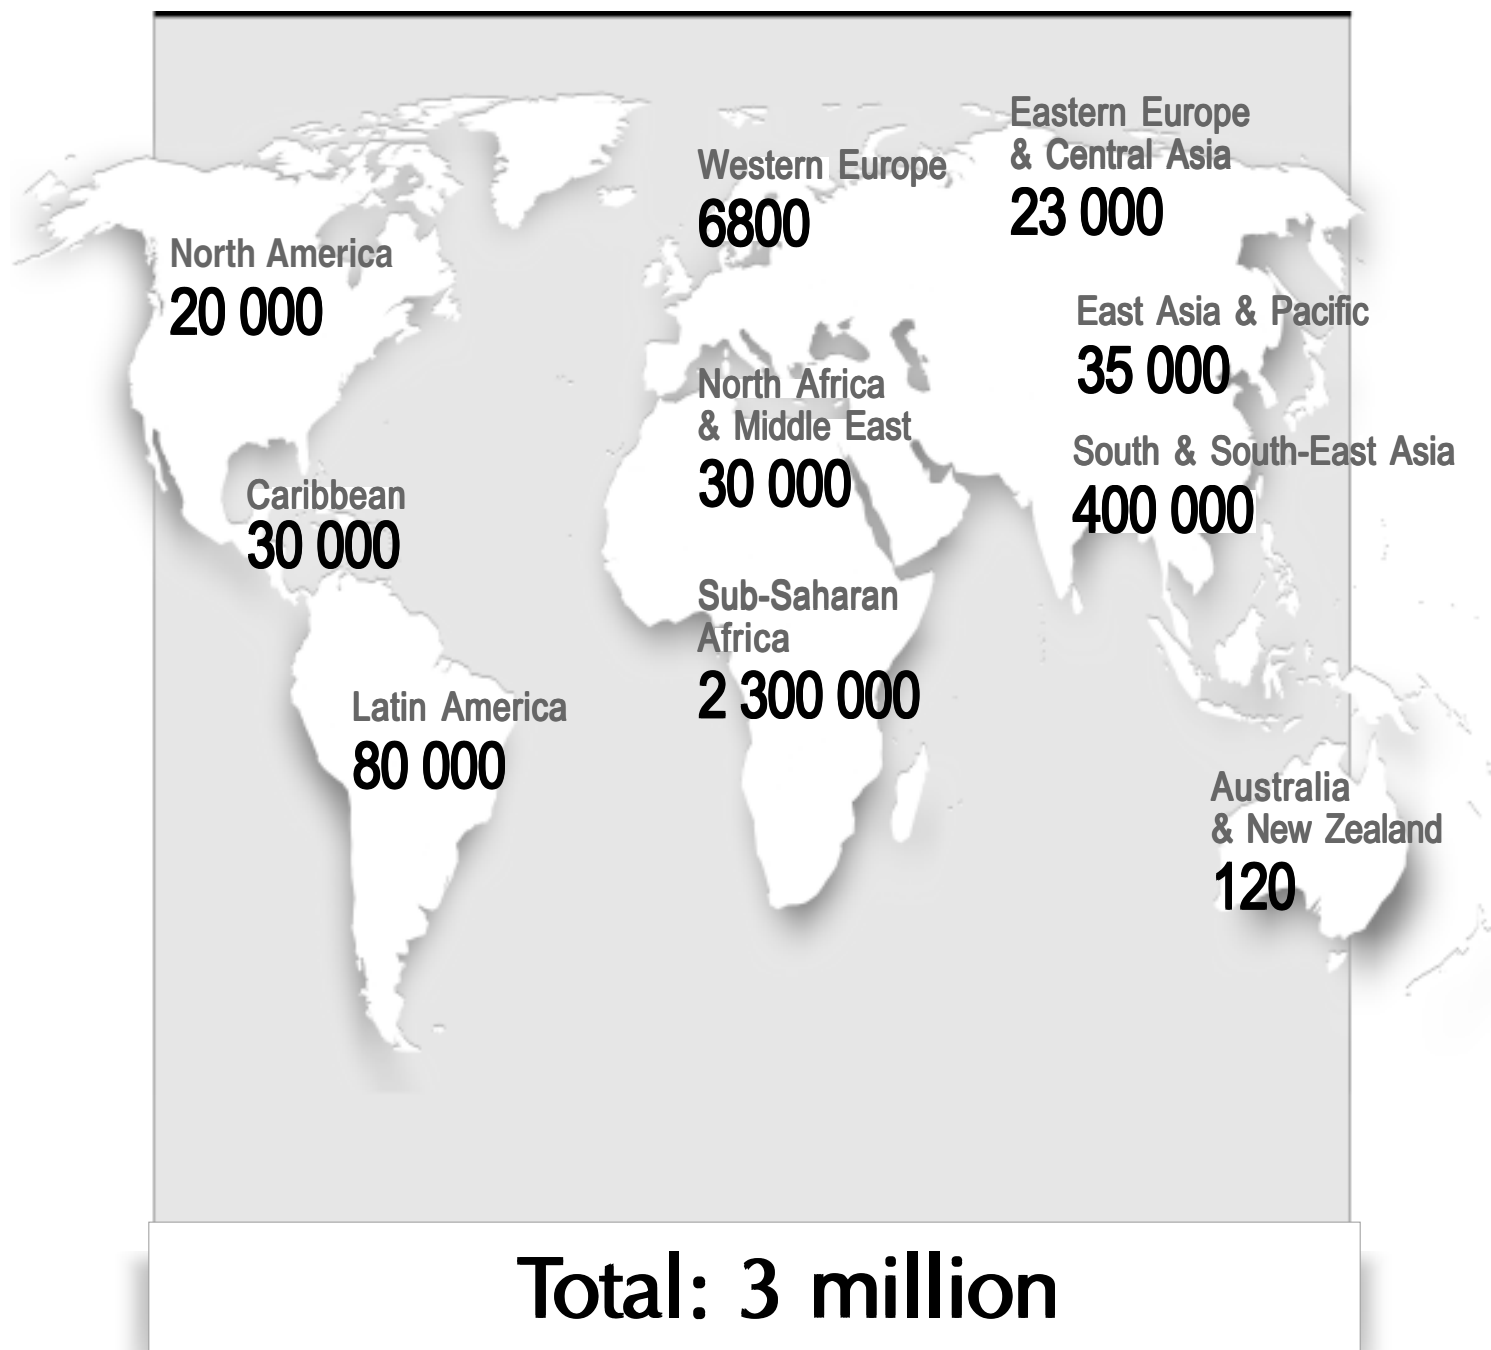 Eastern Europe
& Central Asia
23 000
Western Europe
6800
North America
20 000
East Asia & Pacific
35 000
North Africa
& Middle East
30 000
South & South-East Asia
400 000
Caribbean
30 000
Sub-Saharan
Africa
2 300 000
Latin America
80 000
Australia
& New Zealand
120
Total: 3 million